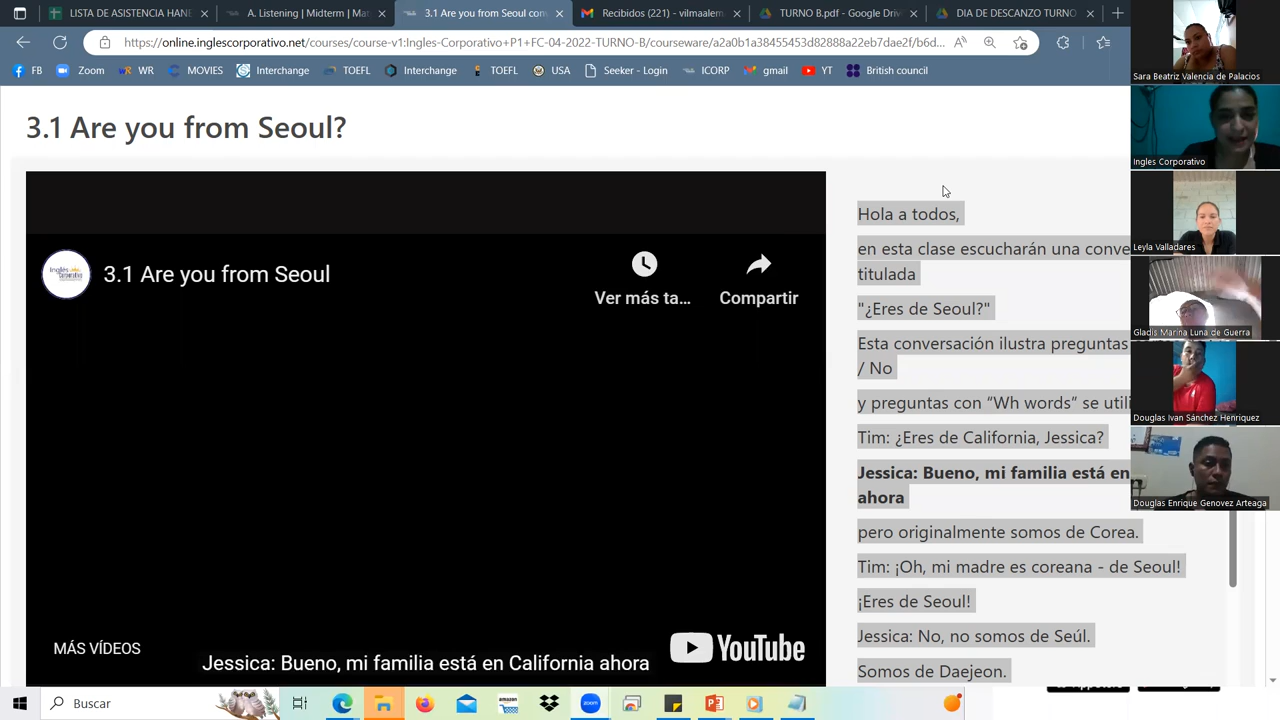 LISTA DE ASISTENCIA HANE
A. Listening | Midterm | Mat
3.1 Are you from Seoul con
Recibidos (221) - vilmaalem
TURNO B.pdf - Google Driv
DIA DE DESCANZO TURNO
https://online.inglescorporativo.net/courses/course-v1:Ingles-Corporativo+P1+FC-04-2022-TURNO-B/courseware/a2a0b1a38455453d82888a22eb7dae2f/b6d...
FB
Zoom
WR
MOVIES
Interchange
TOEFL
Interchange
TOEFL
USA
Seeker - Login
ICORP
gmail
YT
British council
3.1 Are you from Seoul?
3.1 Are you from Seoul
Ver más ta...
Compartir
MÁS VÍDEOS
YouTube
Jessica: Bueno, mi familia está en California ahora
Hola a todos,
en esta clase escucharán una conve
titulada
"¿Eres de Seoul?"
Esta conversación ilustra preguntas
/ No
y preguntas con “Wh words” se utili
Tim: ¿Eres de California, Jessica?
Jessica: Bueno, mi familia está en
ahora
pero originalmente somos de Corea.
Tim: ¡Oh, mi madre es coreana - de Seoul!
¡Eres de Seoul!
Jessica: No, no somos de Seúl.
Somos de Daejeon.
Sara Beatriz Valencia de Palacios
Ingles Corporativo
Leyla Valladares
Gladis Marina Luna de Guerra
Douglas Ivan Sánchez Henriquez
Douglas Enrique Genovez Arteaga
Buscar